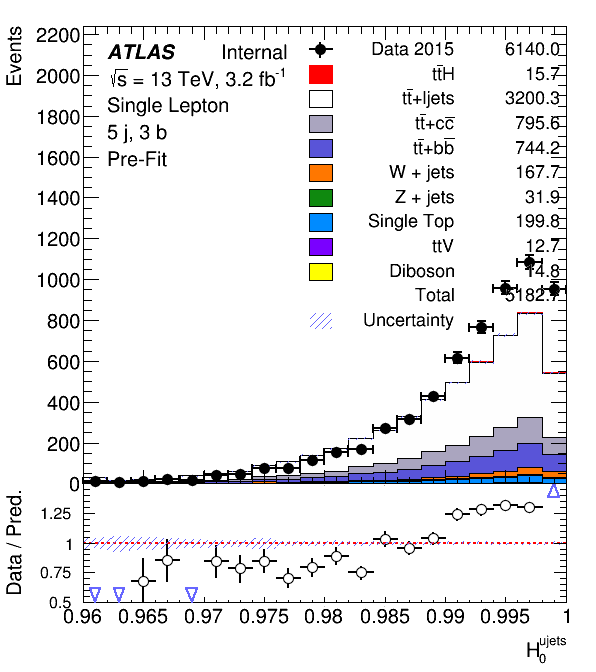 Events
2200
2000
1800
1600
1400
1200
1000
800
600
400
200
0
ATLAS Internal
√s = 13 TeV, 3.2 fb⁻¹
Single Lepton
5 j, 3 b
Pre-Fit
Data 2015 6140.0
tt̄H 15.7
tt̄+ljets 3200.3
tt̄+cc̄ 795.6
tt̄+bb̄ 744.2
W + jets 167.7
Z + jets 31.9
Single Top 199.8
ttV 12.7
Diboson 14.8
Total 5182.7
Uncertainty
Data / Pred.
1.25
1
0.75
0.5
0.96 0.965 0.97 0.975 0.98 0.985 0.99 0.995 1
H₀ᵘʲᵉᵗˢ